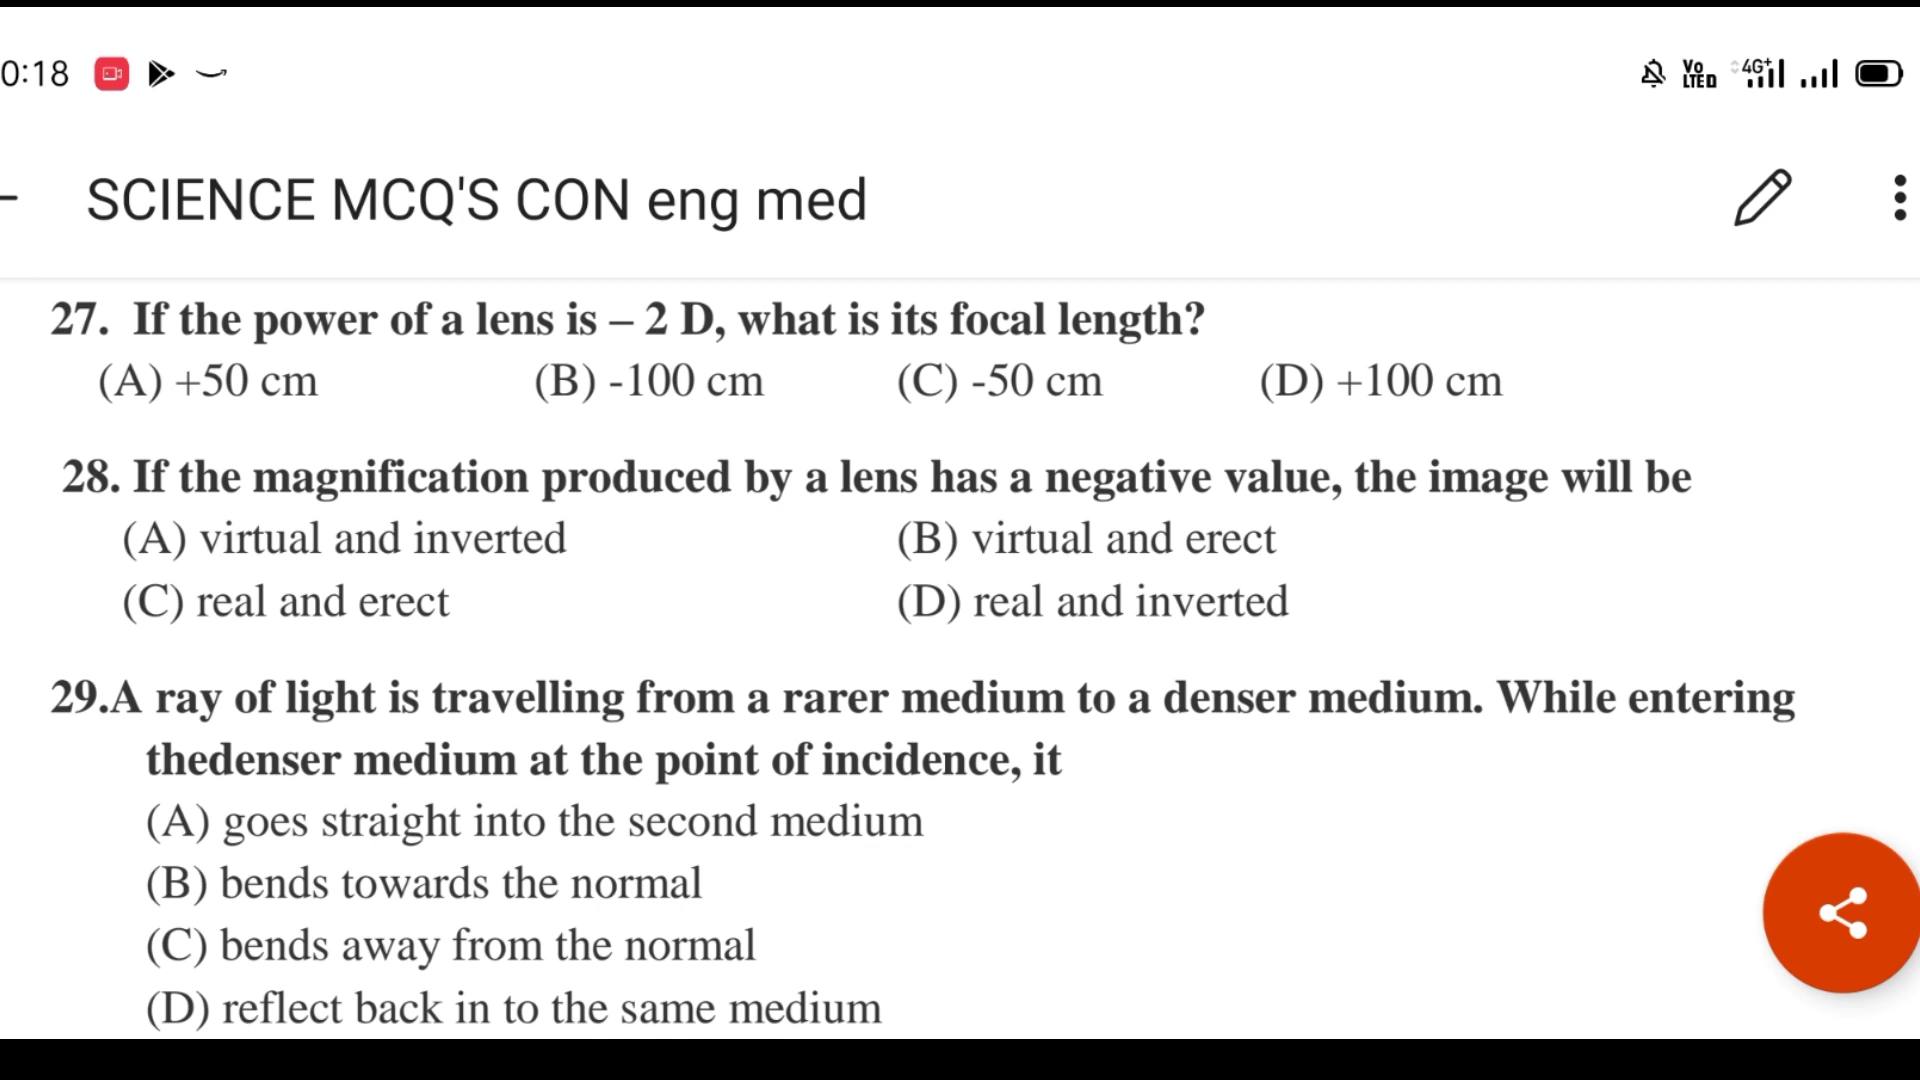 0:18 Vo LTED 4G+
SCIENCE MCQ'S CON eng med
27. If the power of a lens is – 2 D, what is its focal length?
(A) +50 cm (B) -100 cm (C) -50 cm (D) +100 cm
28. If the magnification produced by a lens has a negative value, the image will be
(A) virtual and inverted (B) virtual and erect
(C) real and erect (D) real and inverted
29.A ray of light is travelling from a rarer medium to a denser medium. While entering
thedenser medium at the point of incidence, it
(A) goes straight into the second medium
(B) bends towards the normal
(C) bends away from the normal
(D) reflect back in to the same medium